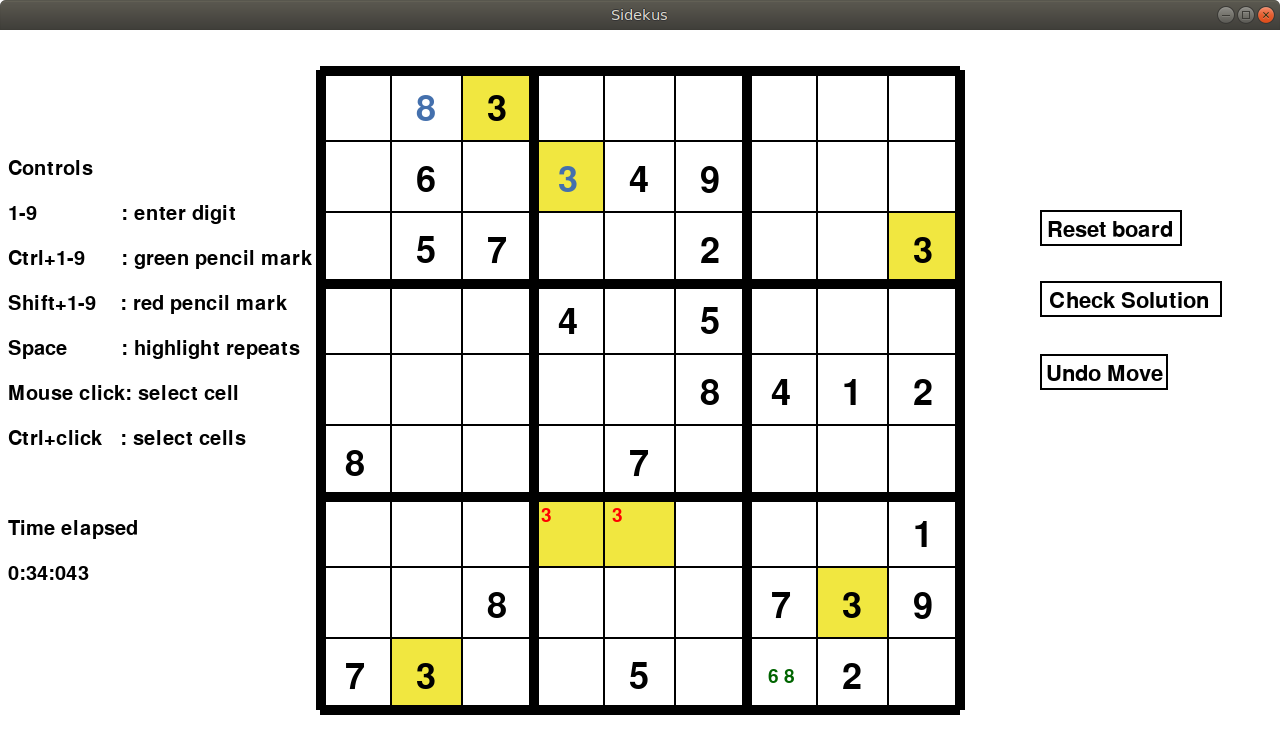 Sidekus
8 3
Controls
6 3 4 9
1-9 : enter digit
Reset board
5 7 2 3
Ctrl+1-9 : green pencil mark
Shift+1-9 : red pencil mark
Check Solution
4 5
Space : highlight repeats
Undo Move
Mouse click: select cell
8 4 1 2
Ctrl+click : select cells
8 7
3 3
Time elapsed
1
0:34:043
8 7 3 9
7 3 5 6 8 2